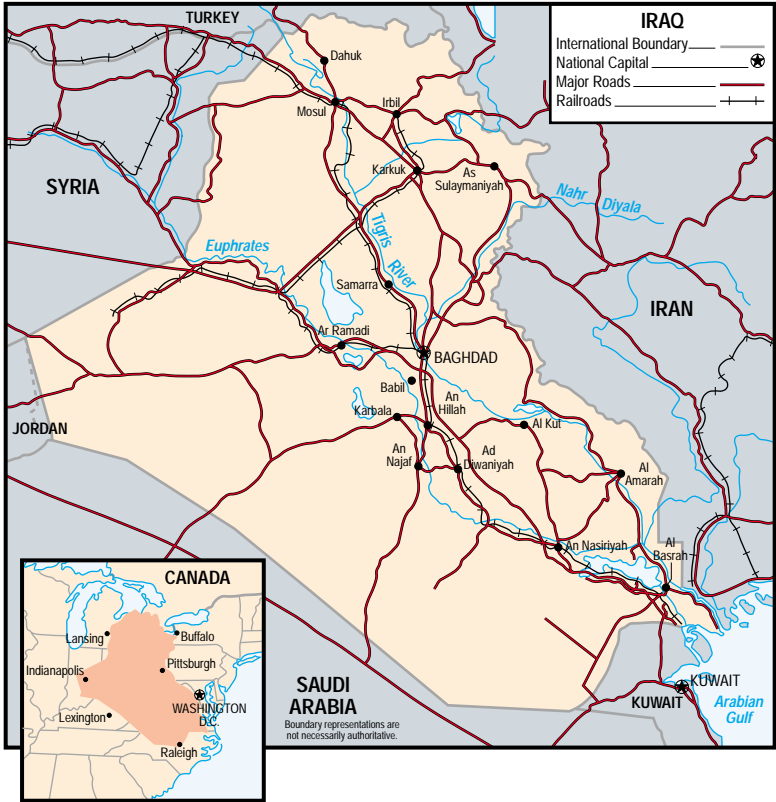 TURKEY
IRAQ
International Boundary
National Capital
Major Roads
Railroads
Dahuk
Mosul
Irbil
SYRIA
Karkuk
As
Sulaymaniyah
Nahr Diyala
Euphrates
Tigris
River
Samarra
IRAN
Ar Ramadi
BAGHDAD
Babil
An
Hillah
Karbala
Al Kut
JORDAN
An
Najaf
Ad
Diwaniyah
Al
Amarah
An Nasiriyah
Al
Basrah
CANADA
Lansing
Buffalo
Indianapolis
Pittsburgh
WASHINGTON
D.C.
Lexington
Raleigh
SAUDI
ARABIA
Boundary representations are
not necessarily authoritative.
KUWAIT
KUWAIT
Arabian
Gulf